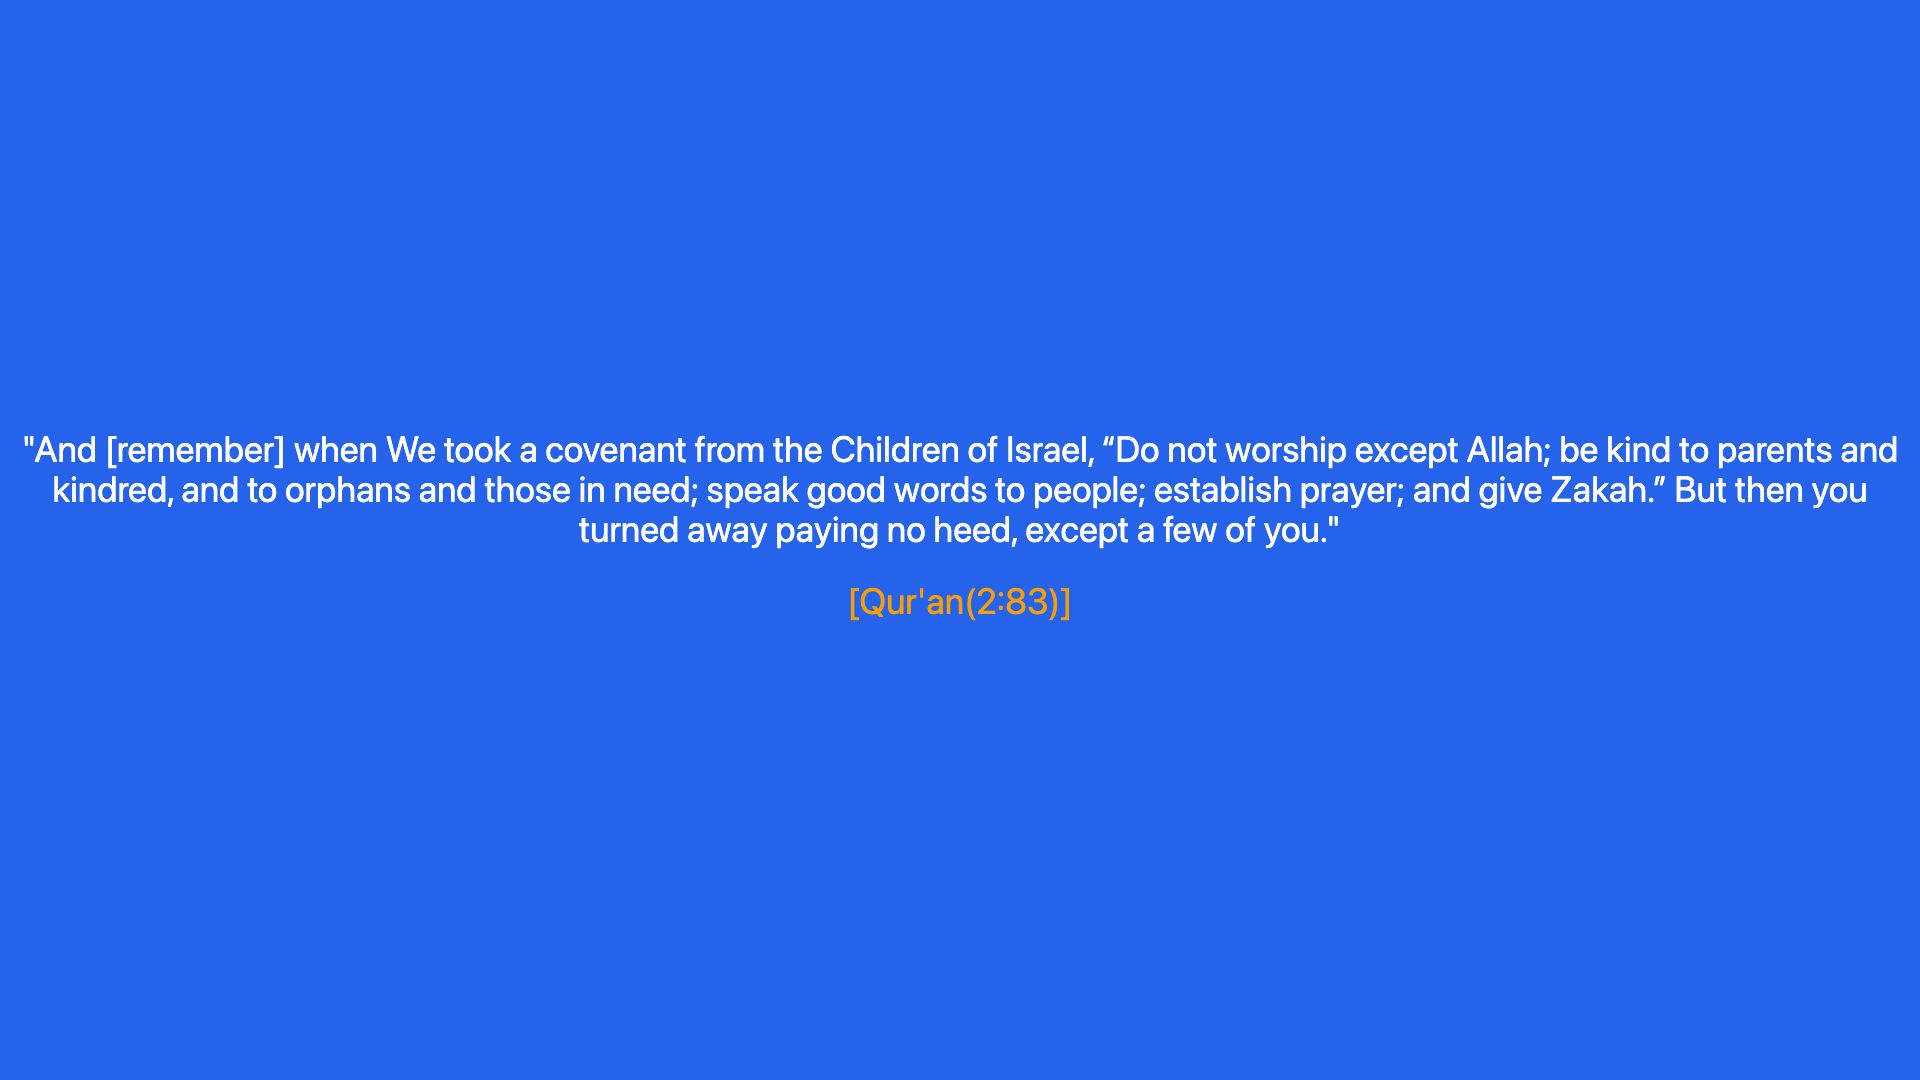 "And [remember] when We took a covenant from the Children of Israel, “Do not worship except Allah; be kind to parents and
kindred, and to orphans and those in need; speak good words to people; establish prayer; and give Zakah.” But then you
turned away paying no heed, except a few of you."
[Qur'an(2:83)]